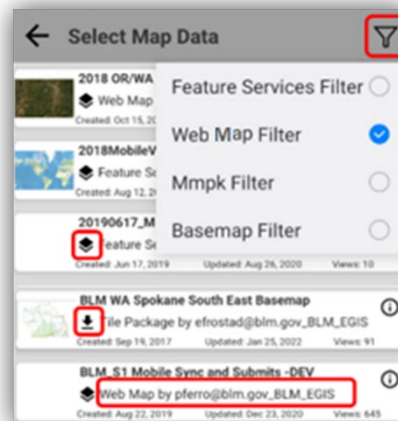 Select Map Data
2018 OR/WA
Web Map
Created: Oct 15, 20
2018MobileV
Feature Se
Created: Aug 12, 2
20190617_M
eature Se
Created: Jun 17, 2019 Updated: Aug 26, 2020 Views: 10
Feature Services Filter
Web Map Filter
Mmpk Filter
Basemap Filter
BLM WA Spokane South East Basemap
Tile Package by efrostad@blm.gov_BLM_EGIS
Created: Sep 19, 2017 Updated: Jan 25, 2022 Views: 91
BLM_S1 Mobile Sync and Submits -DEV
Web Map by pferro@blm.gov_BLM_EGIS
Created: Aug 22, 2019 Updated: Dec 23, 2020 Views: 645